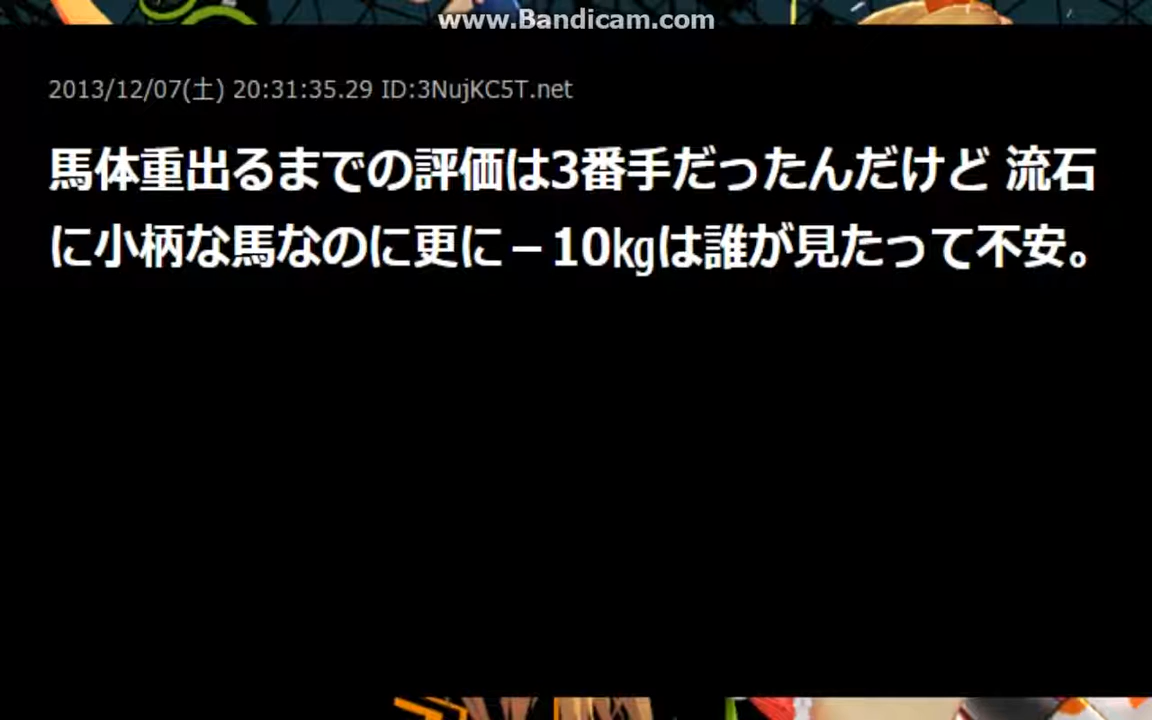 www.Bandicam.com
2013/12/07(土) 20:31:35.29 ID:3NujKC5T.net
馬体重出るまでの評価は3番手だったんだけど 流石
に小柄な馬なのに更に－10㎏は誰が見たって不安。